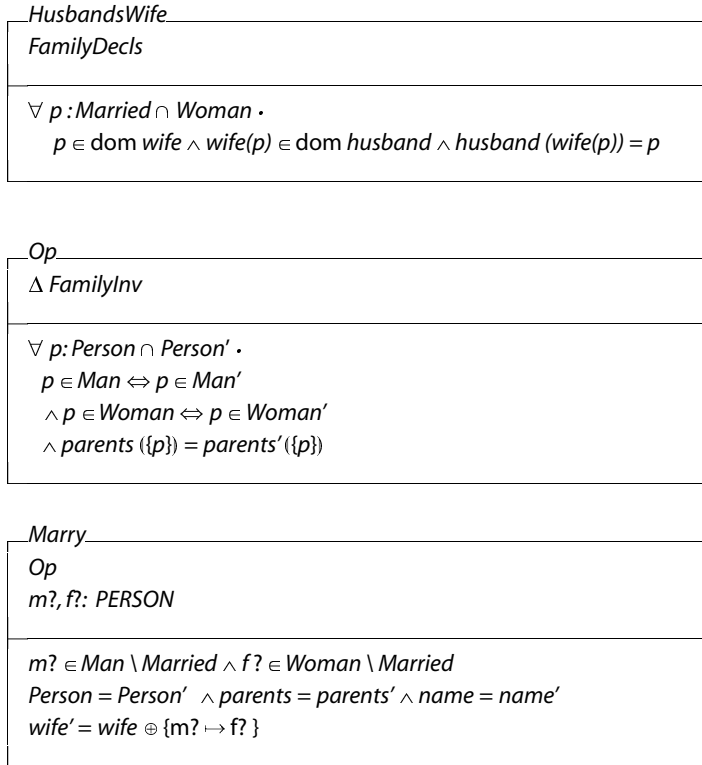 HusbandsWife
FamilyDecls
∀ p : Married ∩ Woman •
p ∈ dom wife ∧ wife(p) ∈ dom husband ∧ husband (wife(p)) = p
Op
Δ FamilyInv
∀ p: Person ∩ Person′ •
p ∈ Man ⇔ p ∈ Man′
∧ p ∈ Woman ⇔ p ∈ Woman′
∧ parents ⦇{p}⦈ = parents′⦇{p}⦈
Marry
Op
m?, f?: PERSON
m? ∈ Man \ Married ∧ f ? ∈ Woman \ Married
Person = Person′ ∧ parents = parents′ ∧ name = name′
wife′ = wife ⊕ {m? ↦ f? }